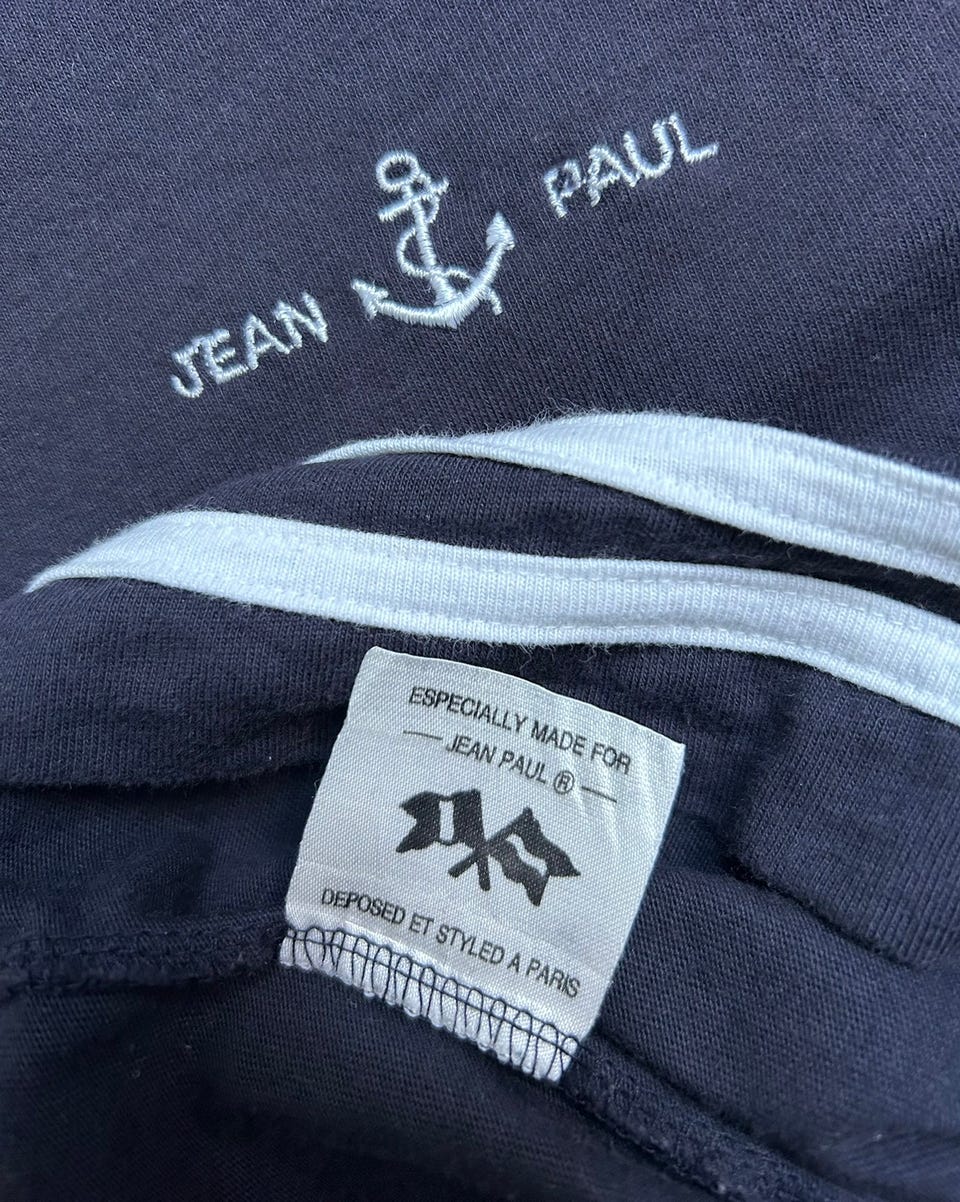 JEAN PAUL
ESPECIALLY MADE FOR
JEAN PAUL ®
DEPOSED ET STYLED A PARIS